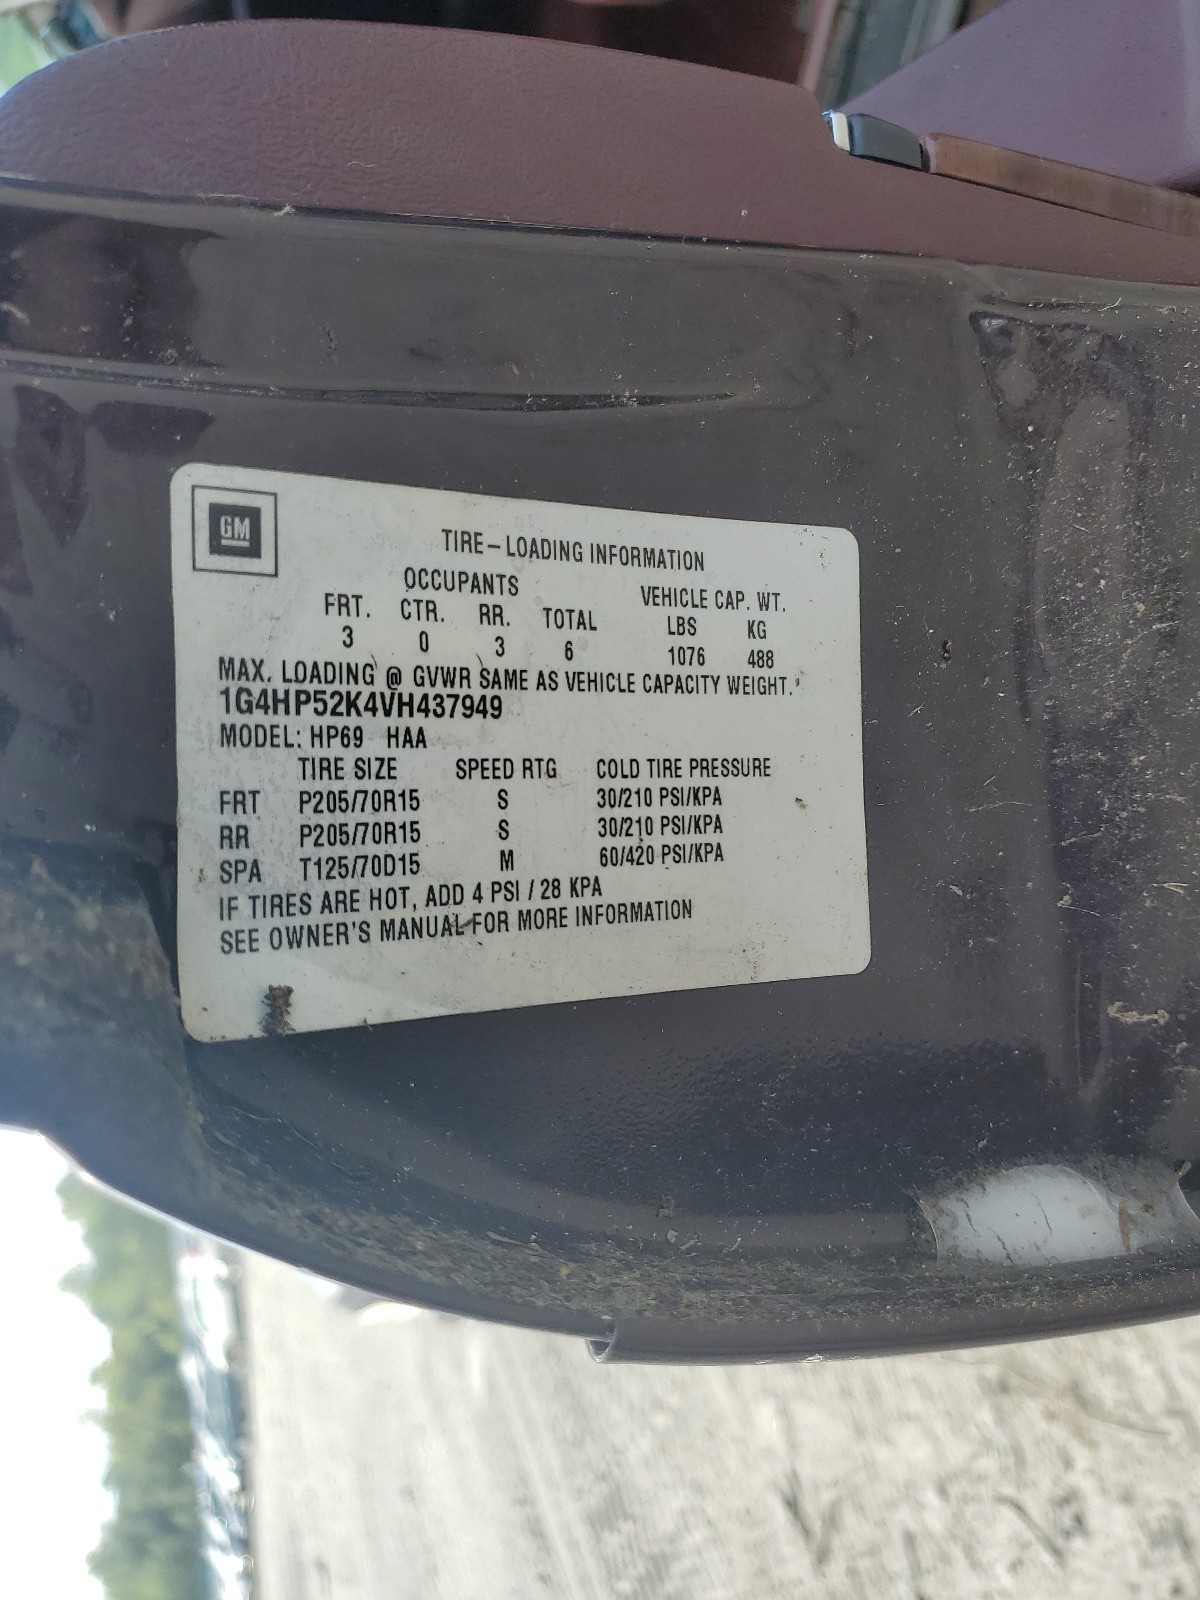 GM
TIRE-LOADING INFORMATION
OCCUPANTS VEHICLE CAP. WT.
FRT. CTR. RR. TOTAL LBS KG
3 0 3 6 1076 488
MAX. LOADING @ GVWR SAME AS VEHICLE CAPACITY WEIGHT.
1G4HP52K4VH437949
MODEL: HP69 HAA
TIRE SIZE SPEED RTG COLD TIRE PRESSURE
FRT P205/70R15 S 30/210 PSI/KPA
RR P205/70R15 S 30/210 PSI/KPA
SPA T125/70D15 M 60/420 PSI/KPA
IF TIRES ARE HOT, ADD 4 PSI / 28 KPA
SEE OWNER'S MANUAL FOR MORE INFORMATION